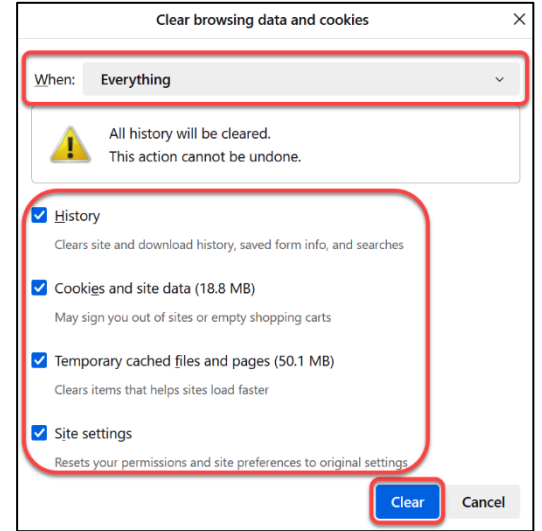 Clear browsing data and cookies
When: Everything
All history will be cleared.
This action cannot be undone.
History
Clears site and download history, saved form info, and searches
Cookies and site data (18.8 MB)
May sign you out of sites or empty shopping carts
Temporary cached files and pages (50.1 MB)
Clears items that helps sites load faster
Site settings
Resets your permissions and site preferences to original settings
Clear Cancel